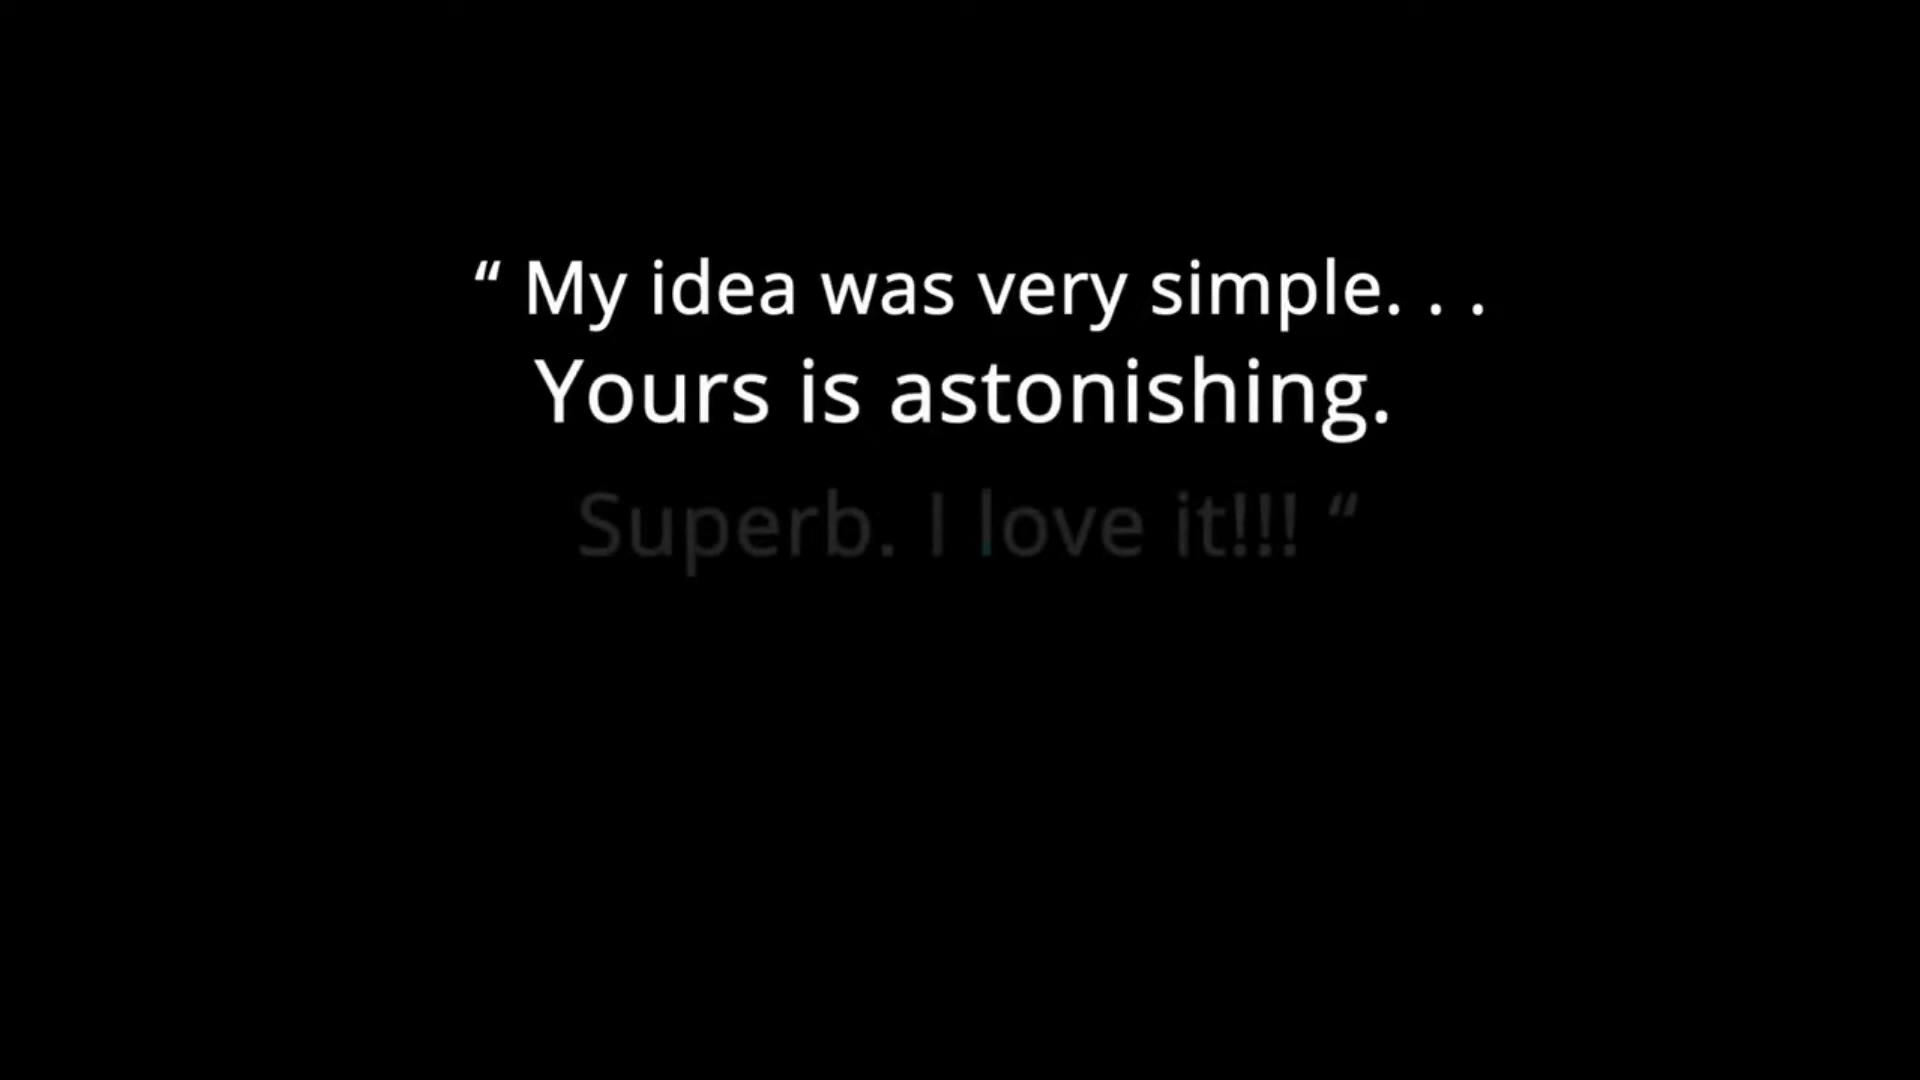 “ My idea was very simple. . .
Yours is astonishing.
Superb. I love it!!! “